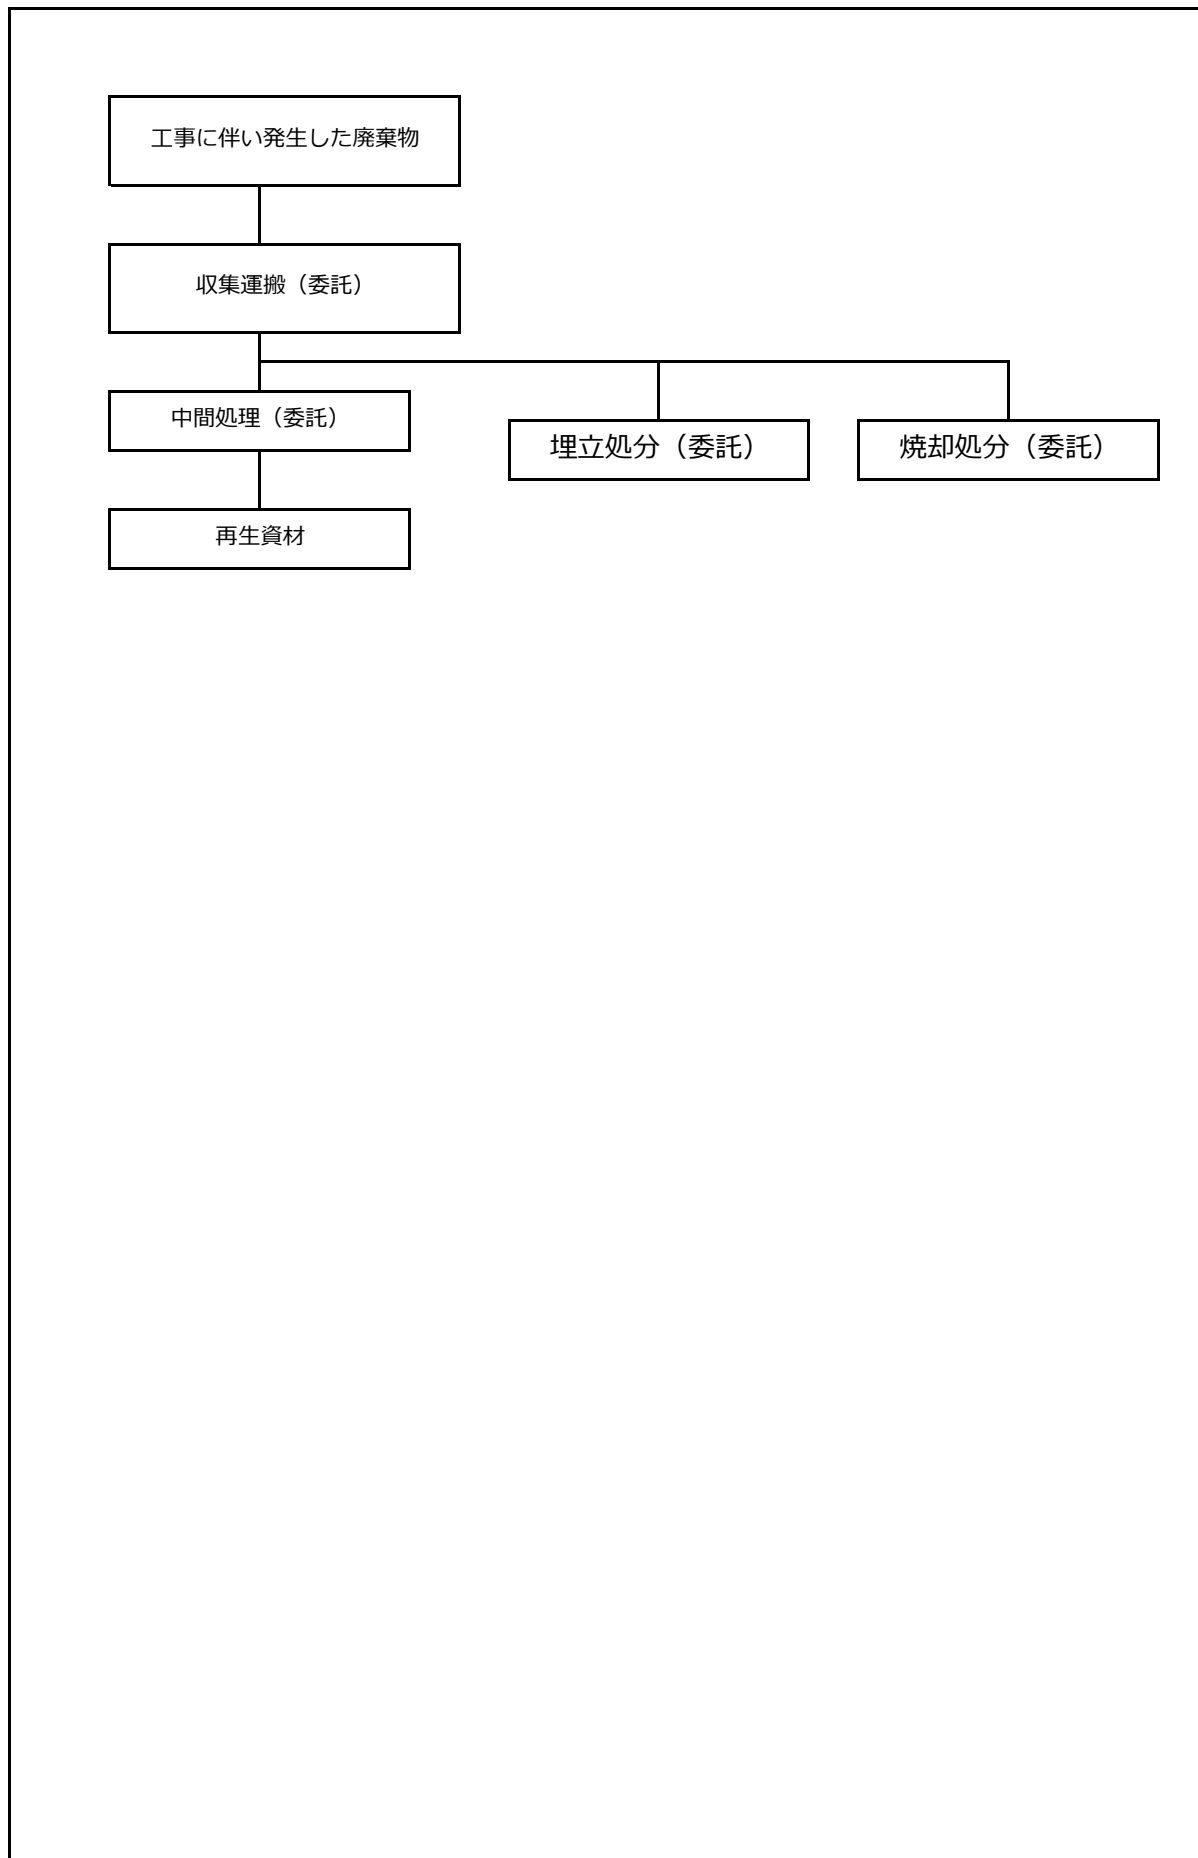 工事に伴い発生した廃棄物
収集運搬（委託）
中間処理（委託）
埋立処分（委託）
焼却処分（委託）
再生資材